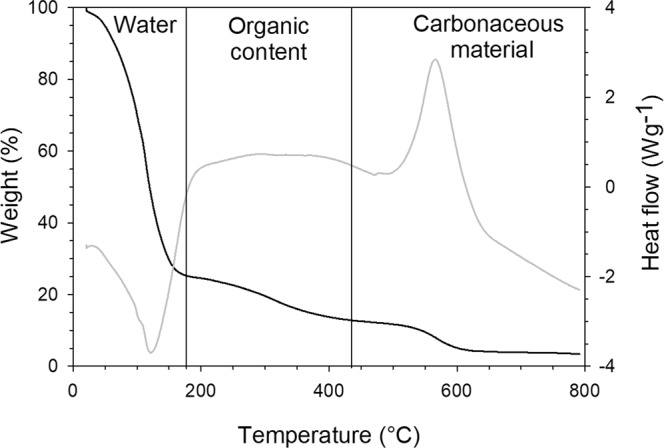 Water
Organic
content
Carbonaceous
material
100
80
60
40
20
0
Weight (%)
4
2
0
-2
-4
Heat flow (Wg-1)
0
200
400
600
800
Temperature (°C)